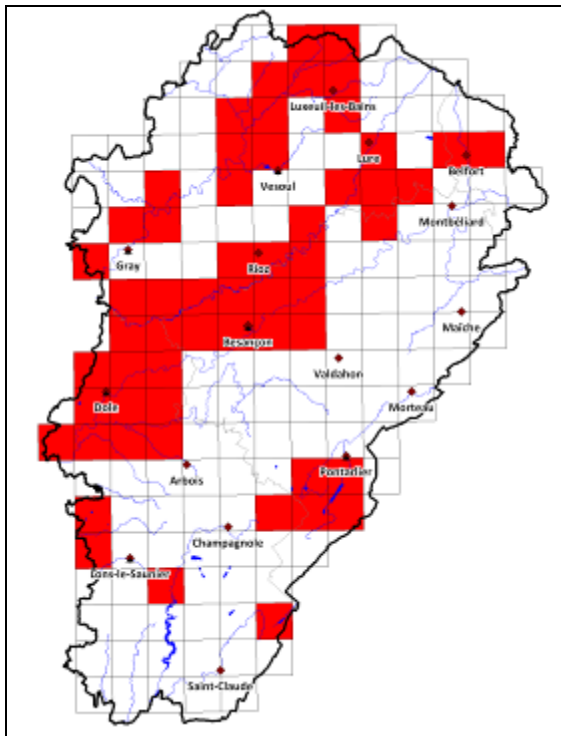 Luxeuil-les-Bains
Lure
Belfort
Vesoul
Montbéliard
Gray
Rioz
Maîche
Besançon
Valdahon
Dole
Morteau
Arbois
Pontarlier
Champagnole
Lons-le-Saunier
Saint-Claude